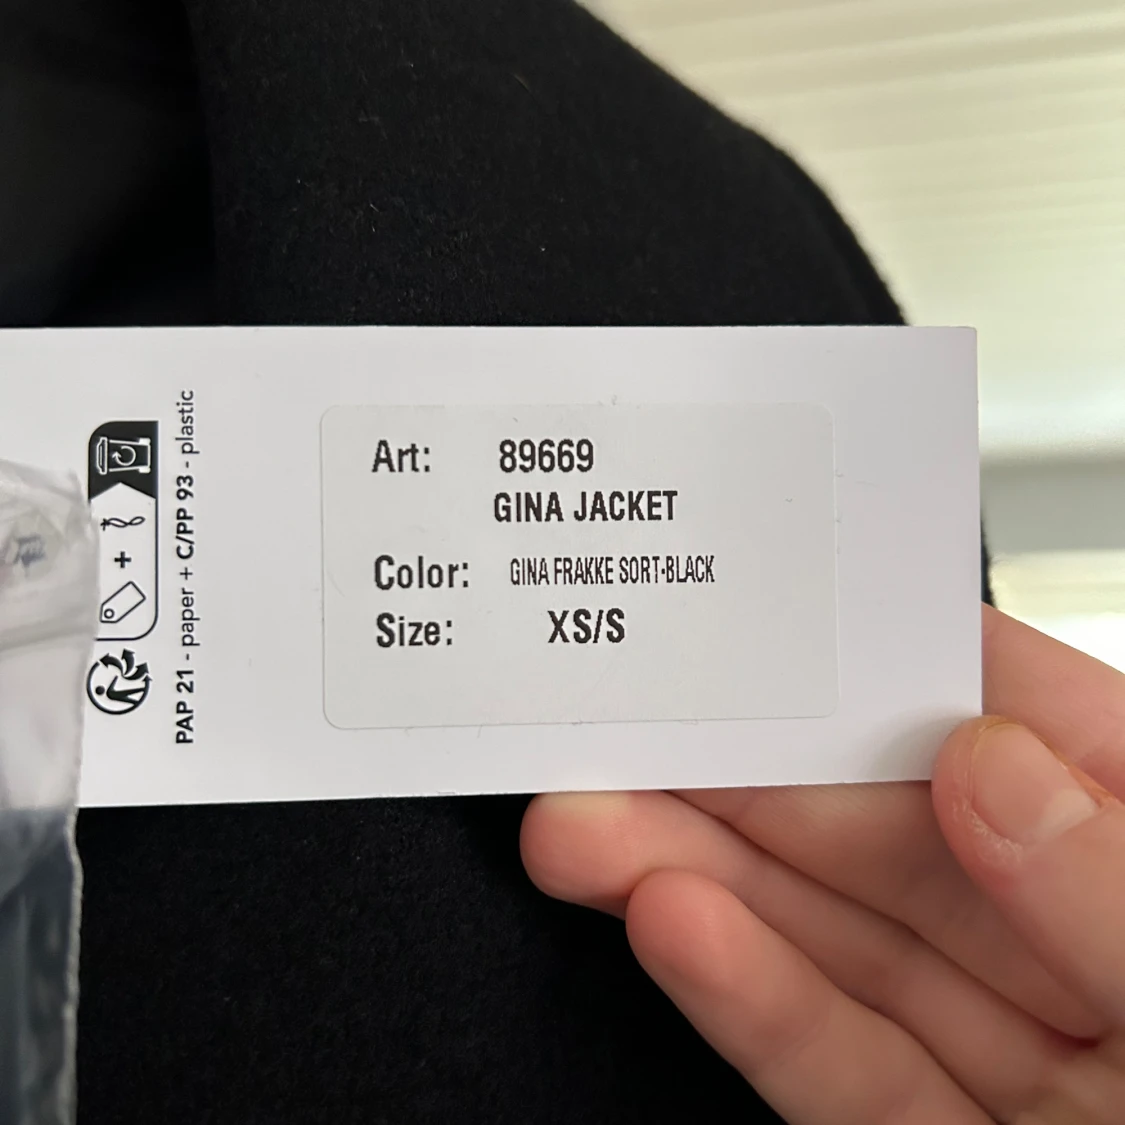 PAP 21 - paper + C/PP 93 - plastic
Art: 89669
GINA JACKET
Color: GINA FRAKKE SORT-BLACK
Size: XS/S